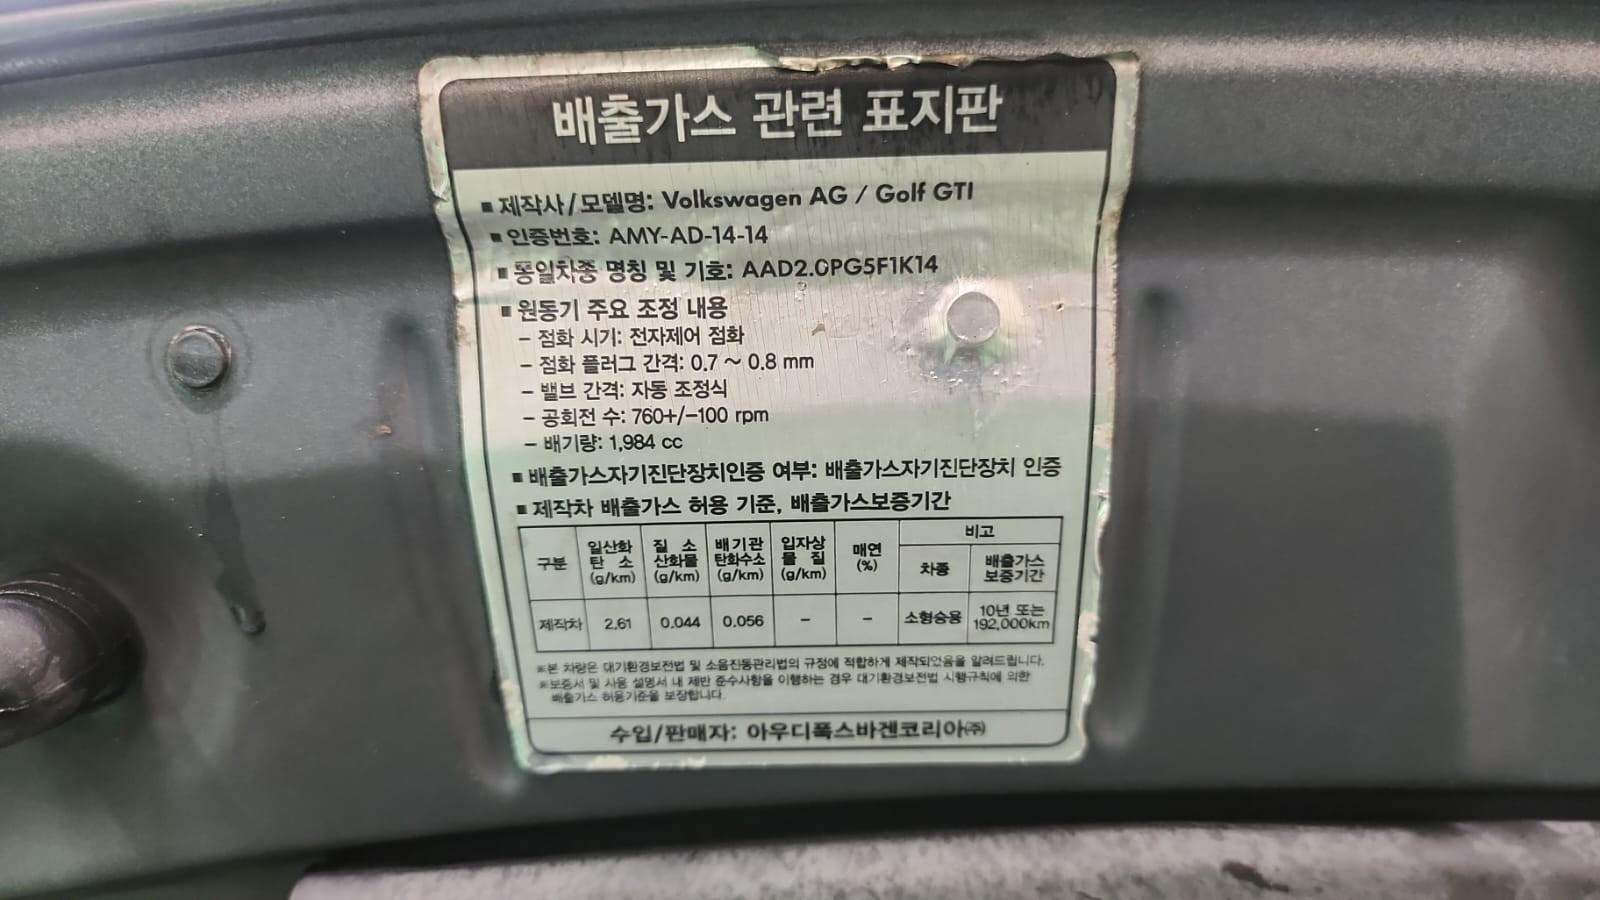 배출가스 관련 표지판
▪ 제작사/모델명: Volkswagen AG / Golf GTI
▪ 인증번호: AMY-AD-14-14
▪ 동일차종 명칭 및 기호: AAD2.0PG5F1K14
▪ 원동기 주요 조정 내용
– 점화 시기: 전자제어 점화
– 점화 플러그 간격: 0.7 ~ 0.8 mm
– 밸브 간격: 자동 조정식
– 공회전 수: 760+/-100 rpm
– 배기량: 1,984 cc
▪ 배출가스자기진단장치인증 여부: 배출가스자기진단장치 인증
▪ 제작차 배출가스 허용 기준, 배출가스보증기간
구분
일산화
탄 소
(g/km)
질 소
산화물
(g/km)
배기관
탄화수소
(g/km)
입자상
물 질
(g/km)
매연
(%)
비고
차종
배출가스
보증기간
제작차 2.61 0.044 0.056 – – 소형승용
10년 또는
192,000km
※본 차량은 대기환경보전법 및 소음진동관리법의 규정에 적합하게 제작되었음을 알려드립니다.
※보증서 및 사용 설명서 내 제반 준수사항을 이행하는 경우 대기환경보전법 시행규칙에 의한
배출가스 허용기준을 보장합니다.
수입/판매자: 아우디폭스바겐코리아㈜